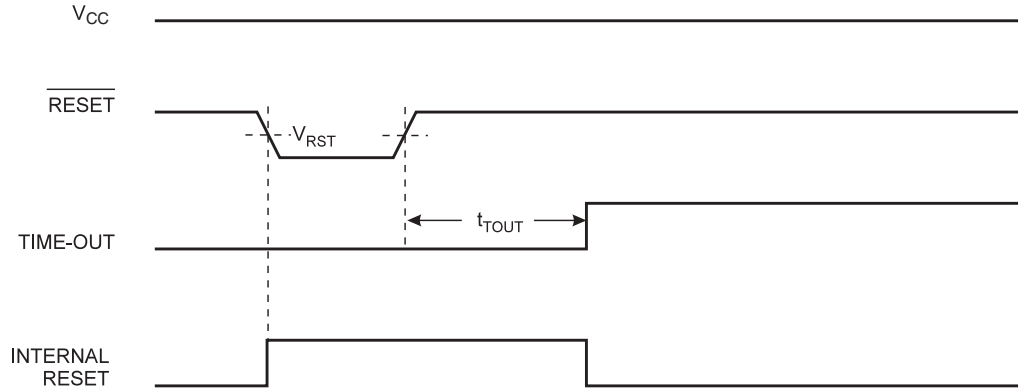 VCC
RESET
VRST
tTOUT
TIME-OUT
INTERNAL
RESET